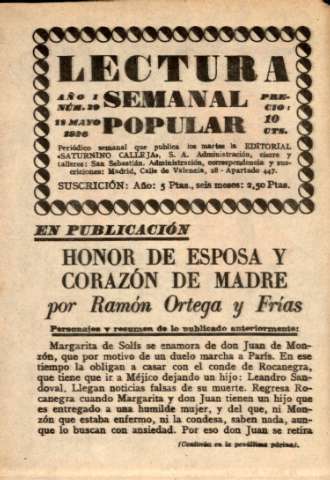 LECTURA
AÑO I
NÚM. 20
18 MAYO
1926
SEMANAL
POPULAR
PRE-
CIO:
10
CTS.
Periódico semanal que publica los martes la EDITORIAL
«SATURNINO CALLEJA», S. A. Administración, cierre y
talleres: San Sebastián. Administración, correspondencia y sus-
criciones: Madrid, Calle de Valencia, 28 - Apartado 447.
SUSCRICIÓN: Año: 5 Ptas., seis meses: 2,50 Ptas.
EN PUBLICACIÓN
HONOR DE ESPOSA Y
CORAZÓN DE MADRE
por Ramón Ortega y Frías
Personajes y resumen de lo publicado anteriormente:
Margarita de Solís se enamora de don Juan de Mon-
zón, que por motivo de un duelo marcha a París. En ese
tiempo la obligan a casar con el conde de Rocanegra,
que tiene que ir a Méjico dejando un hijo: Leandro San-
doval. Llegan noticias falsas de su muerte. Regresa Ro-
canegra cuando Margarita y don Juan tienen un hijo que
es entregado a una humilde mujer, y del que, ni Mon-
zón que estaba enfermo, ni la condesa, saben nada, aun-
que lo buscan con ansiedad. Por eso don Juan se retira
(Continúa en la penúltima página).